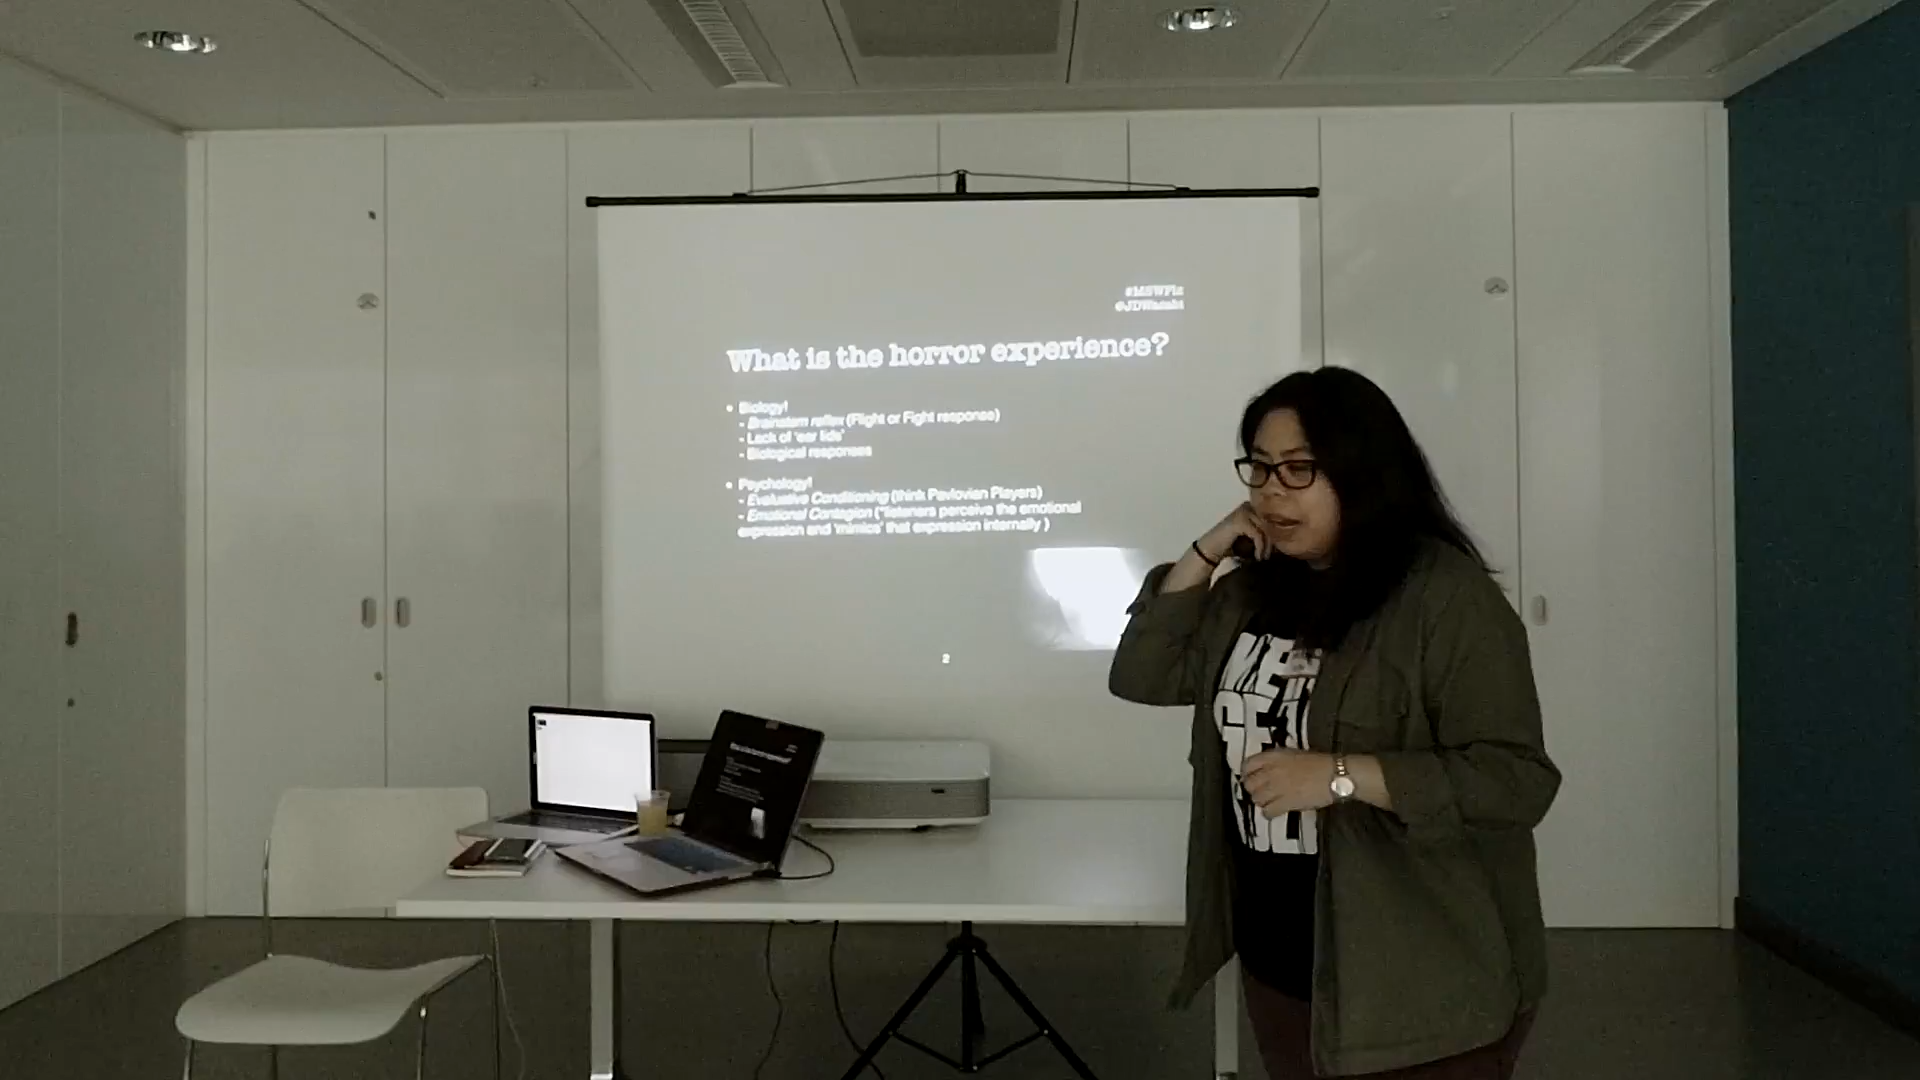 #MSWFiz
@JDWasabi
What is the horror experience?
• Biology!
- Brainstem reflex (Flight or Fight response)
- Lack of 'ear lids'
- Biological responses
• Psychology!
- Evaluative Conditioning (think Pavlovian Players)
- Emotional Contagion ("listeners perceive the emotional
expression and 'mimics' that expression internally )
2